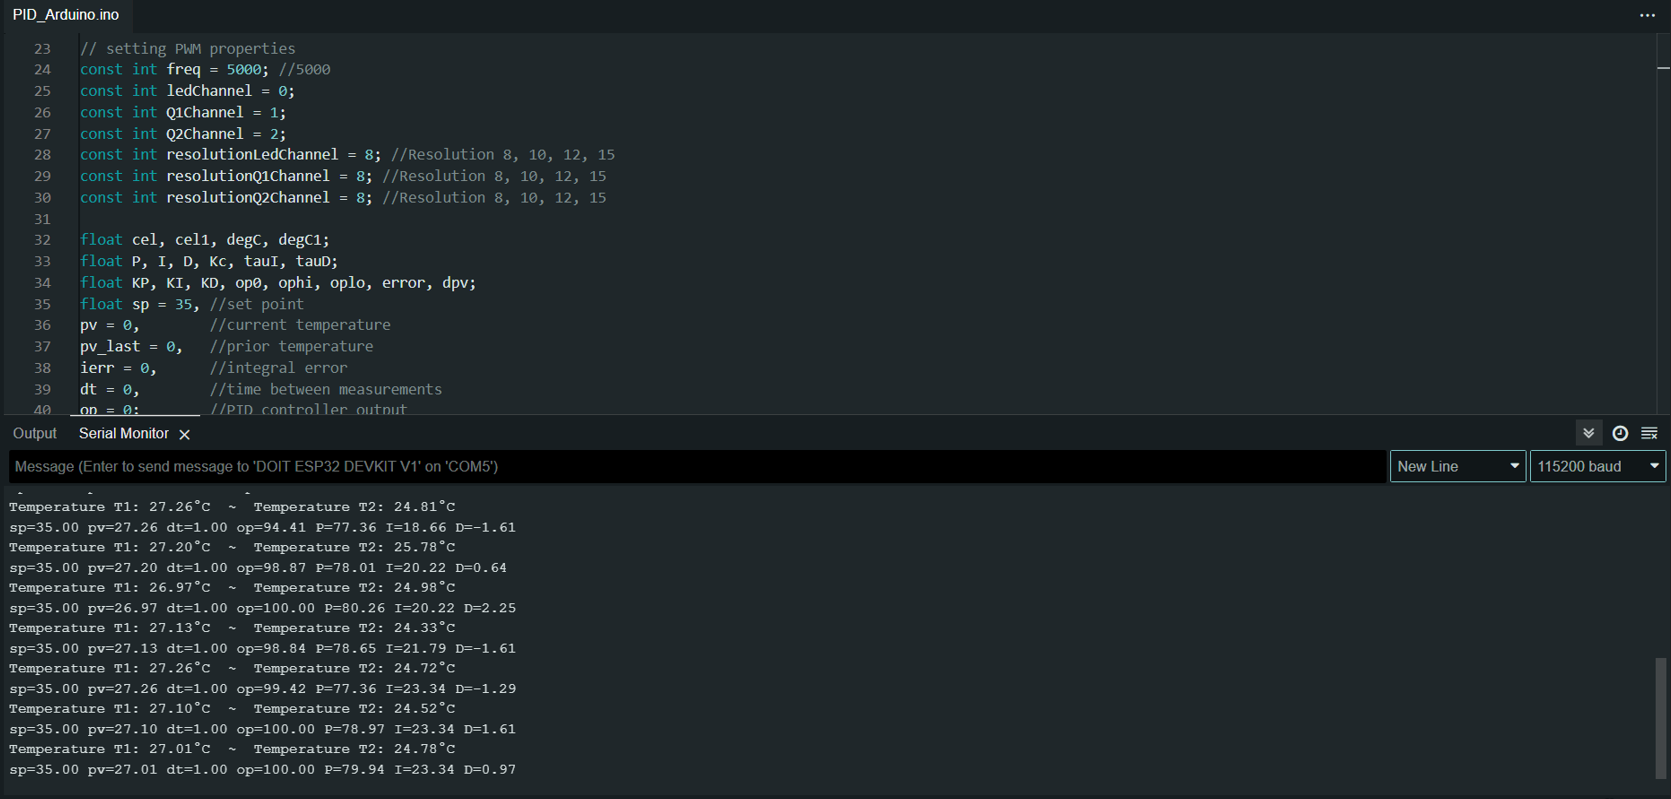 PID_Arduino.ino
23 // setting PWM properties
24 const int freq = 5000; //5000
25 const int ledChannel = 0;
26 const int Q1Channel = 1;
27 const int Q2Channel = 2;
28 const int resolutionLedChannel = 8; //Resolution 8, 10, 12, 15
29 const int resolutionQ1Channel = 8; //Resolution 8, 10, 12, 15
30 const int resolutionQ2Channel = 8; //Resolution 8, 10, 12, 15
31
32 float cel, cel1, degC, degC1;
33 float P, I, D, Kc, tauI, tauD;
34 float KP, KI, KD, op0, ophi, oplo, error, dpv;
35 float sp = 35, //set point
36 pv = 0, //current temperature
37 pv_last = 0, //prior temperature
38 ierr = 0, //integral error
39 dt = 0, //time between measurements
40 op = 0; //PID controller output
Output Serial Monitor
Message (Enter to send message to 'DOIT ESP32 DEVKIT V1' on 'COM5') New Line 115200 baud
Temperature T1: 27.26°C ~ Temperature T2: 24.81°C
sp=35.00 pv=27.26 dt=1.00 op=94.41 P=77.36 I=18.66 D=-1.61
Temperature T1: 27.20°C ~ Temperature T2: 25.78°C
sp=35.00 pv=27.20 dt=1.00 op=98.87 P=78.01 I=20.22 D=0.64
Temperature T1: 26.97°C ~ Temperature T2: 24.98°C
sp=35.00 pv=26.97 dt=1.00 op=100.00 P=80.26 I=20.22 D=2.25
Temperature T1: 27.13°C ~ Temperature T2: 24.33°C
sp=35.00 pv=27.13 dt=1.00 op=98.84 P=78.65 I=21.79 D=-1.61
Temperature T1: 27.26°C ~ Temperature T2: 24.72°C
sp=35.00 pv=27.26 dt=1.00 op=99.42 P=77.36 I=23.34 D=-1.29
Temperature T1: 27.10°C ~ Temperature T2: 24.52°C
sp=35.00 pv=27.10 dt=1.00 op=100.00 P=78.97 I=23.34 D=1.61
Temperature T1: 27.01°C ~ Temperature T2: 24.78°C
sp=35.00 pv=27.01 dt=1.00 op=100.00 P=79.94 I=23.34 D=0.97